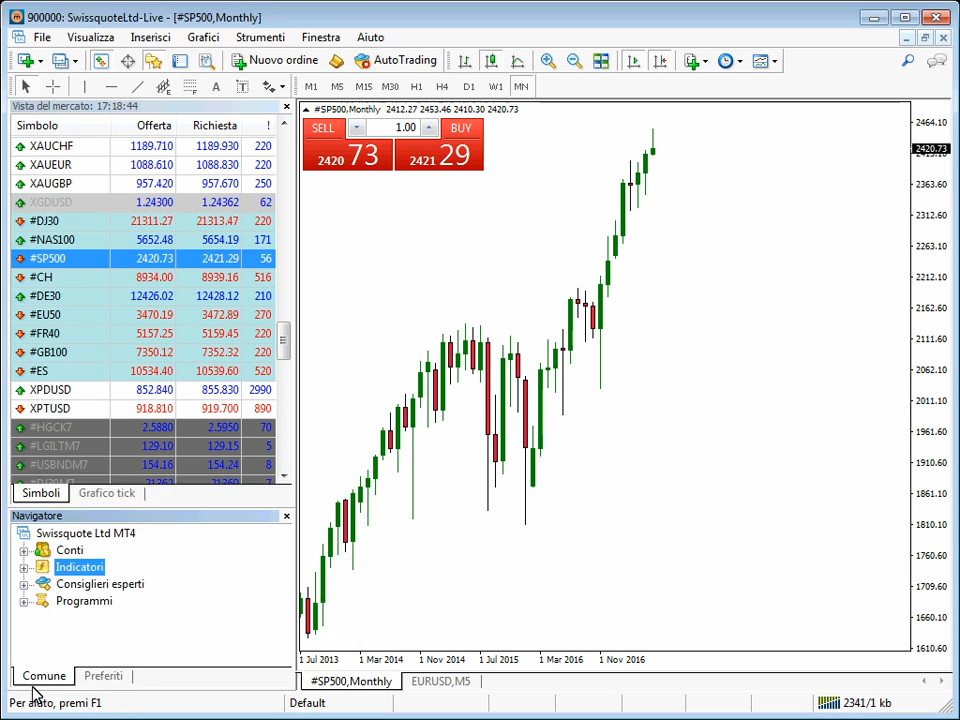 900000: SwissquoteLtd-Live - [#SP500,Monthly]
File Visualizza Inserisci Grafici Strumenti Finestra Aiuto
Nuovo ordine AutoTrading
A T M1 M5 M15 M30 H1 H4 D1 W1 MN
Vista del mercato: 17:18:44
Simbolo Offerta Richiesta !
XAUCHF 1189.710 1189.930 220
XAUEUR 1088.610 1088.830 220
XAUGBP 957.420 957.670 250
XGDUSD 1.24300 1.24362 62
#DJ30 21311.27 21313.47 220
#NAS100 5652.48 5654.19 171
#SP500 2420.73 2421.29 56
#CH 8934.00 8939.16 516
#DE30 12426.02 12428.12 210
#EU50 3470.19 3472.89 270
#FR40 5157.25 5159.45 220
#GB100 7350.12 7352.32 220
#ES 10534.40 10539.60 520
XPDUSD 852.840 855.830 2990
XPTUSD 918.810 919.700 890
#HGCK7 2.5880 2.5950 70
#LGILTM7 129.10 129.15 5
#USBNDM7 154.16 154.24 8
Simboli Grafico tick
Navigatore
Swissquote Ltd MT4
Conti
Indicatori
Consiglieri esperti
Programmi
Comune Preferiti
Per aiuto, premi F1
#SP500,Monthly 2412.27 2453.46 2410.30 2420.73
SELL 1.00 BUY
2420 73 2421 29
2464.10
2420.73
2363.60
2312.60
2263.10
2212.10
2162.60
2111.60
2062.10
2011.10
1961.60
1910.60
1861.10
1810.10
1760.60
1709.60
1660.10
1610.60
1 Jul 2013 1 Mar 2014 1 Nov 2014 1 Jul 2015 1 Mar 2016 1 Nov 2016
#SP500,Monthly EURUSD,M5
Default
2341/1 kb